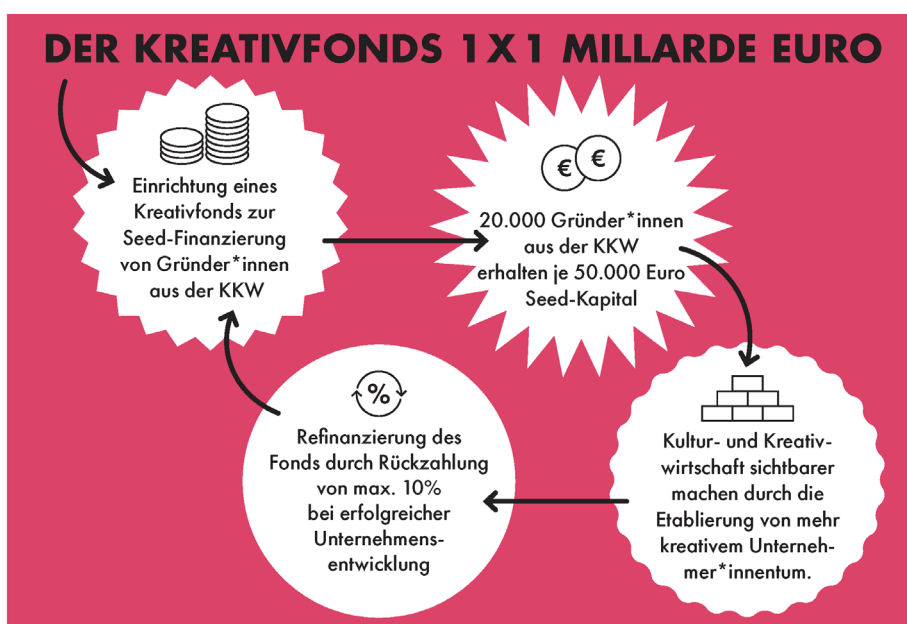 DER KREATIVFONDS 1 X 1 MILLARDE EURO
Einrichtung eines
Kreativfonds zur
Seed-Finanzierung
von Gründer*innen
aus der KKW
€ €
20.000 Gründer*innen
aus der KKW
erhalten je 50.000 Euro
Seed-Kapital
Kultur- und Kreativ-
wirtschaft sichtbarer
machen durch die
Etablierung von mehr
kreativem Unterneh-
mer*innentum.
%
Refinanzierung des
Fonds durch Rückzahlung
von max. 10%
bei erfolgreicher
Unternehmens-
entwicklung